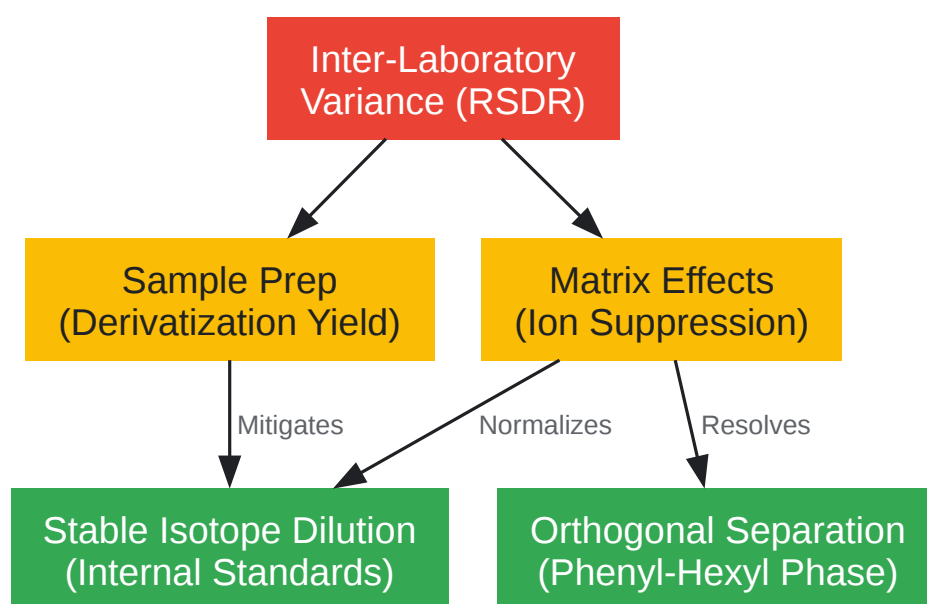 Inter-Laboratory
Variance (RSDR)
Sample Prep
(Derivatization Yield)
Matrix Effects
(Ion Suppression)
Mitigates
Normalizes
Resolves
Stable Isotope Dilution
(Internal Standards)
Orthogonal Separation
(Phenyl-Hexyl Phase)